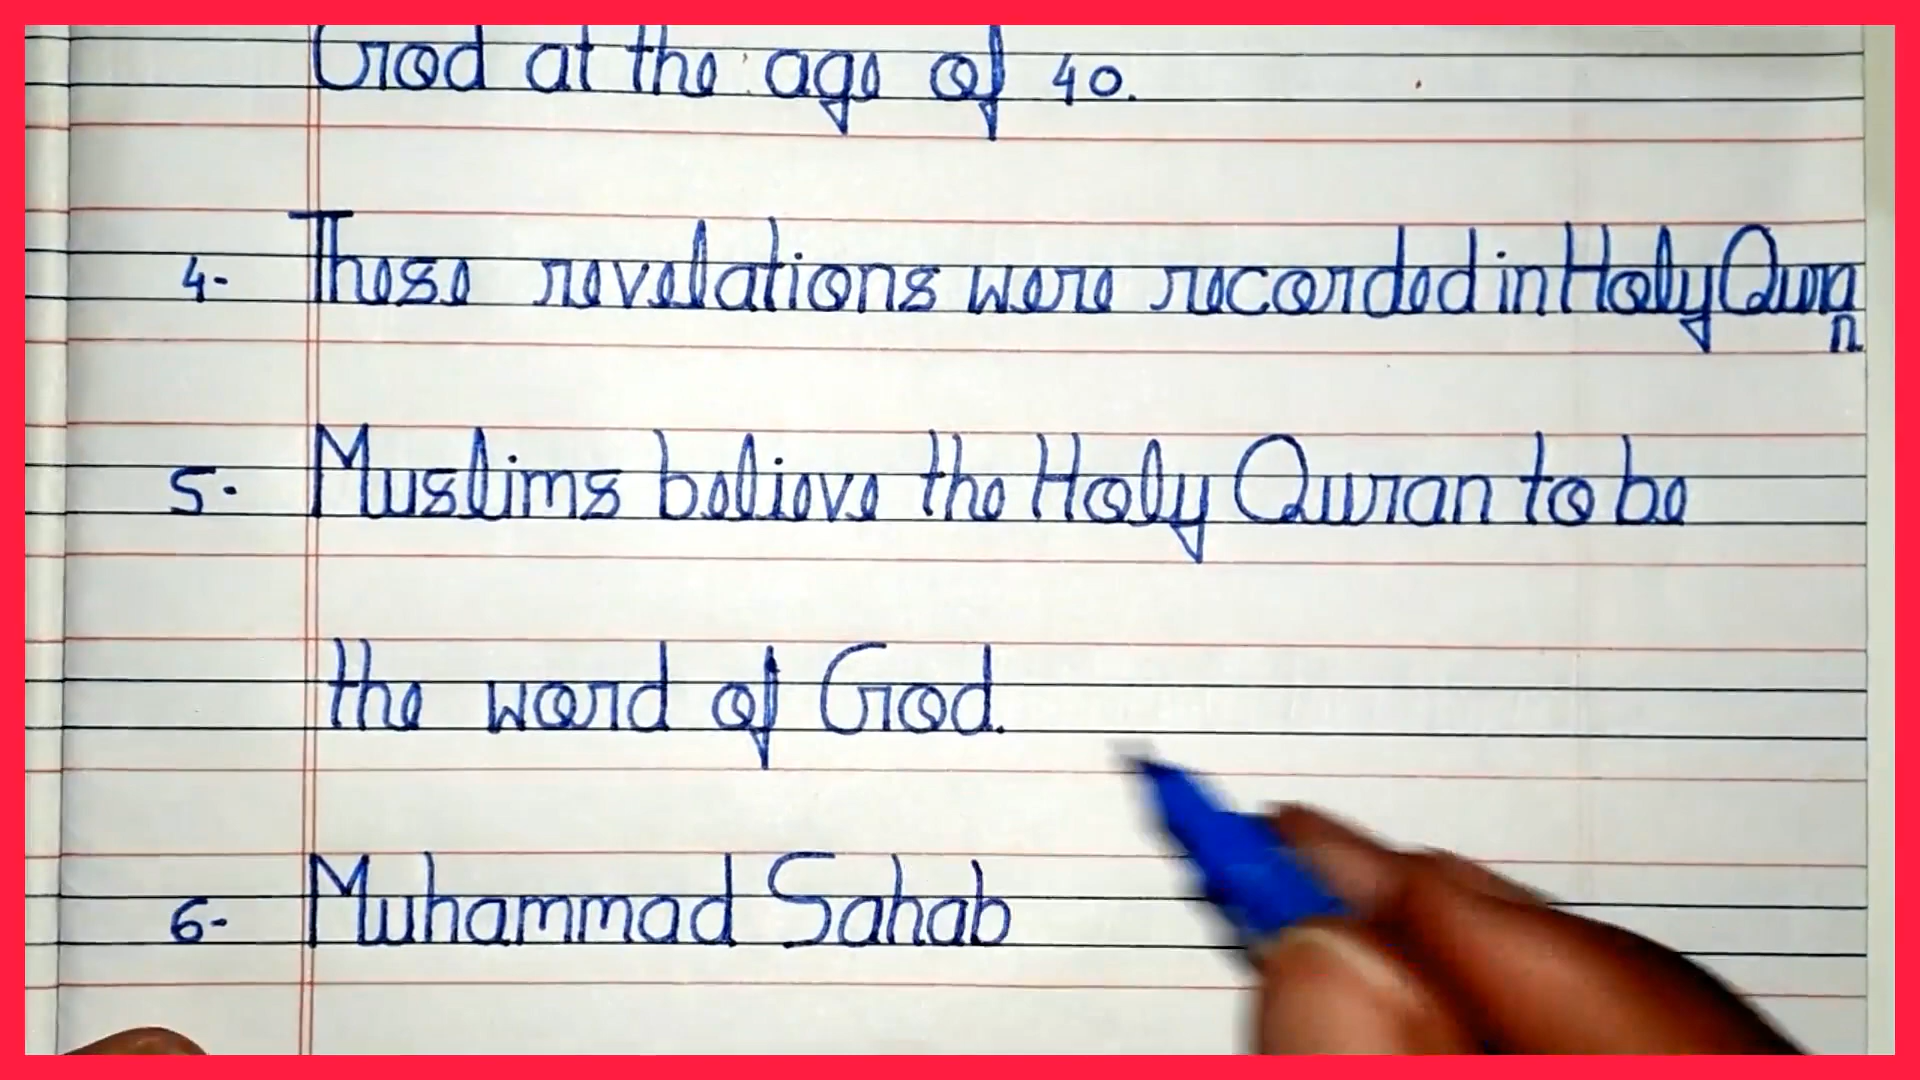 God at the age of 40.
4- These revelations were recorded in Holy Quran.
5- Muslims believe the Holy Quran to be
the word of God.
6- Muhammad Sahab